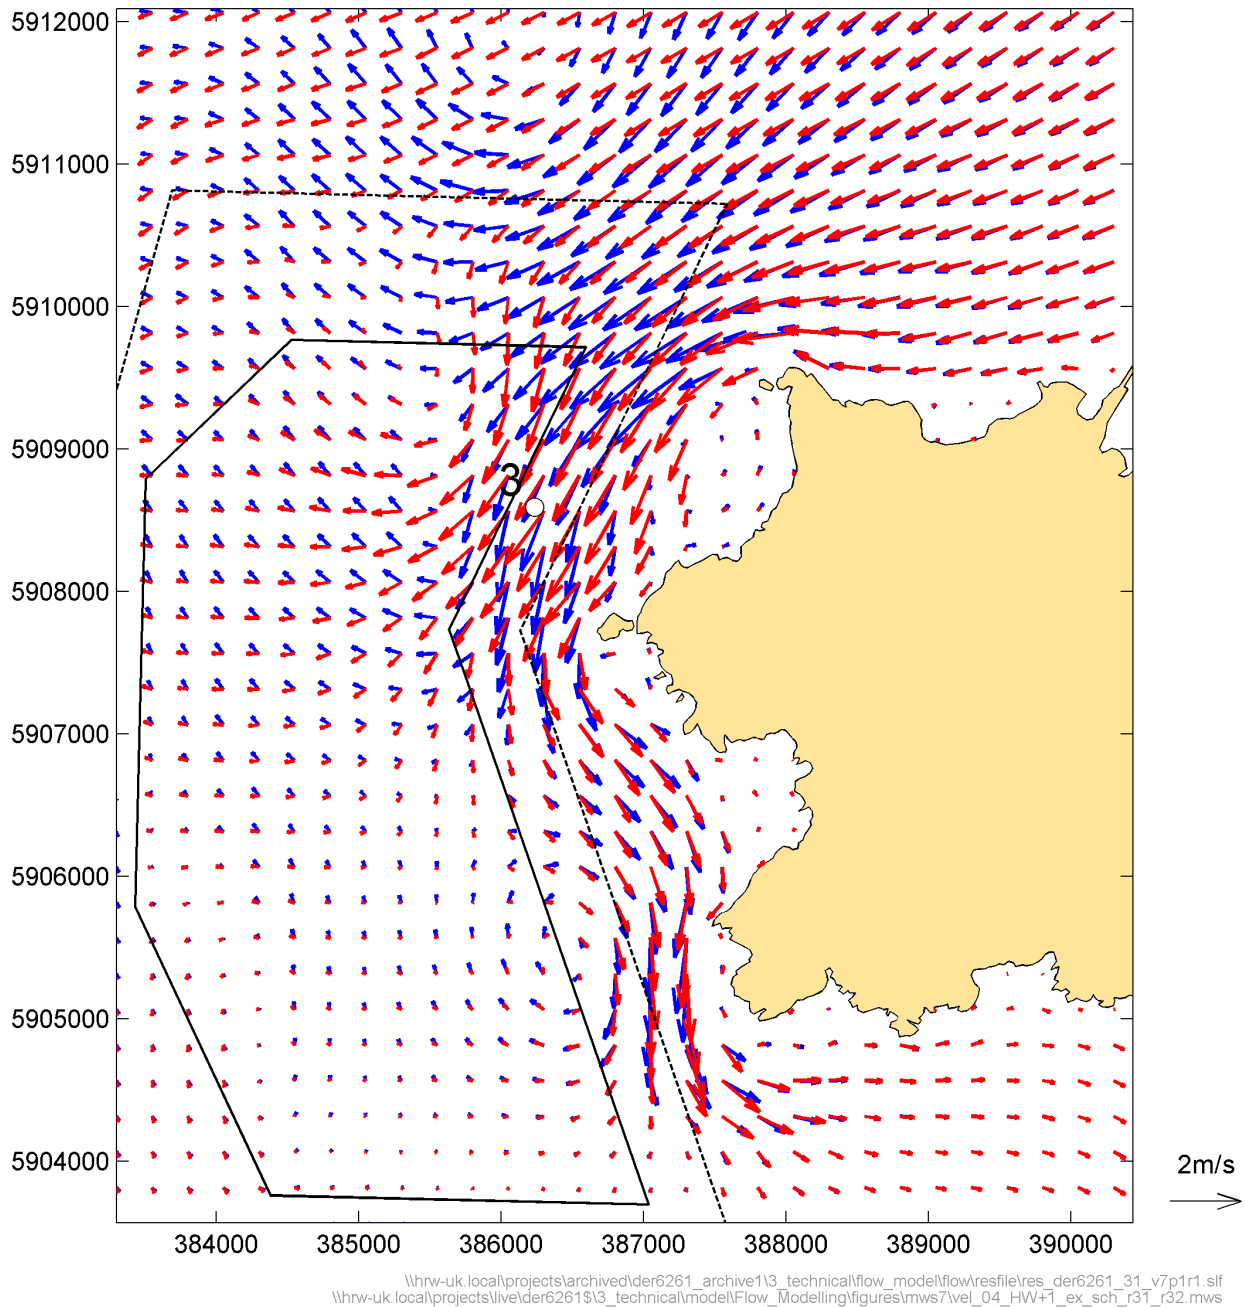 5912000
5911000
5910000
5909000
3
5908000
5907000
5906000
5905000
5904000
2m/s
384000 385000 386000 387000 388000 389000 390000
\\hrw-uk.local\projects\archived\der6261_archive1\3_technical\flow_model\flow\resfile\res_der6261_31_v7p1r1.slf
\\hrw-uk.local\projects\live\der6261$\3_technical\model\Flow_Modelling\figures\mws7\vel_04_HW+1_ex_sch_r31_r32.mws